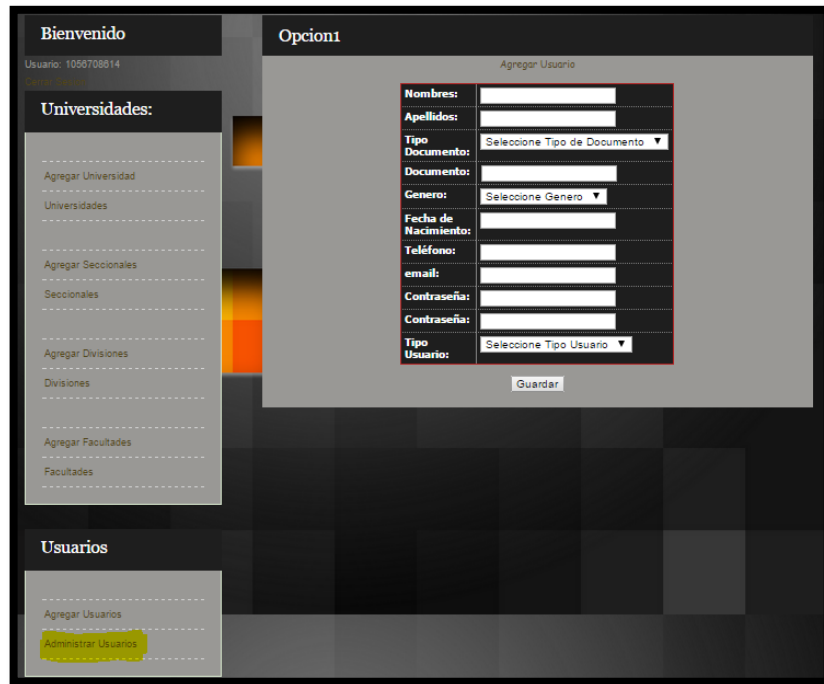 Bienvenido
Usuario: 1056708614
Cerrar Sesion
Universidades:
Agregar Universidad
Universidades
Agregar Seccionales
Seccionales
Agregar Divisiones
Divisiones
Agregar Facultades
Facultades
Usuarios
Agregar Usuarios
Administrar Usuarios
Opcion1
Agregar Usuario
Nombres:
Apellidos:
Tipo
Documento:
Seleccione Tipo de Documento
Documento:
Genero:
Seleccione Genero
Fecha de
Nacimiento:
Teléfono:
email:
Contraseña:
Contraseña:
Tipo
Usuario:
Seleccione Tipo Usuario
Guardar